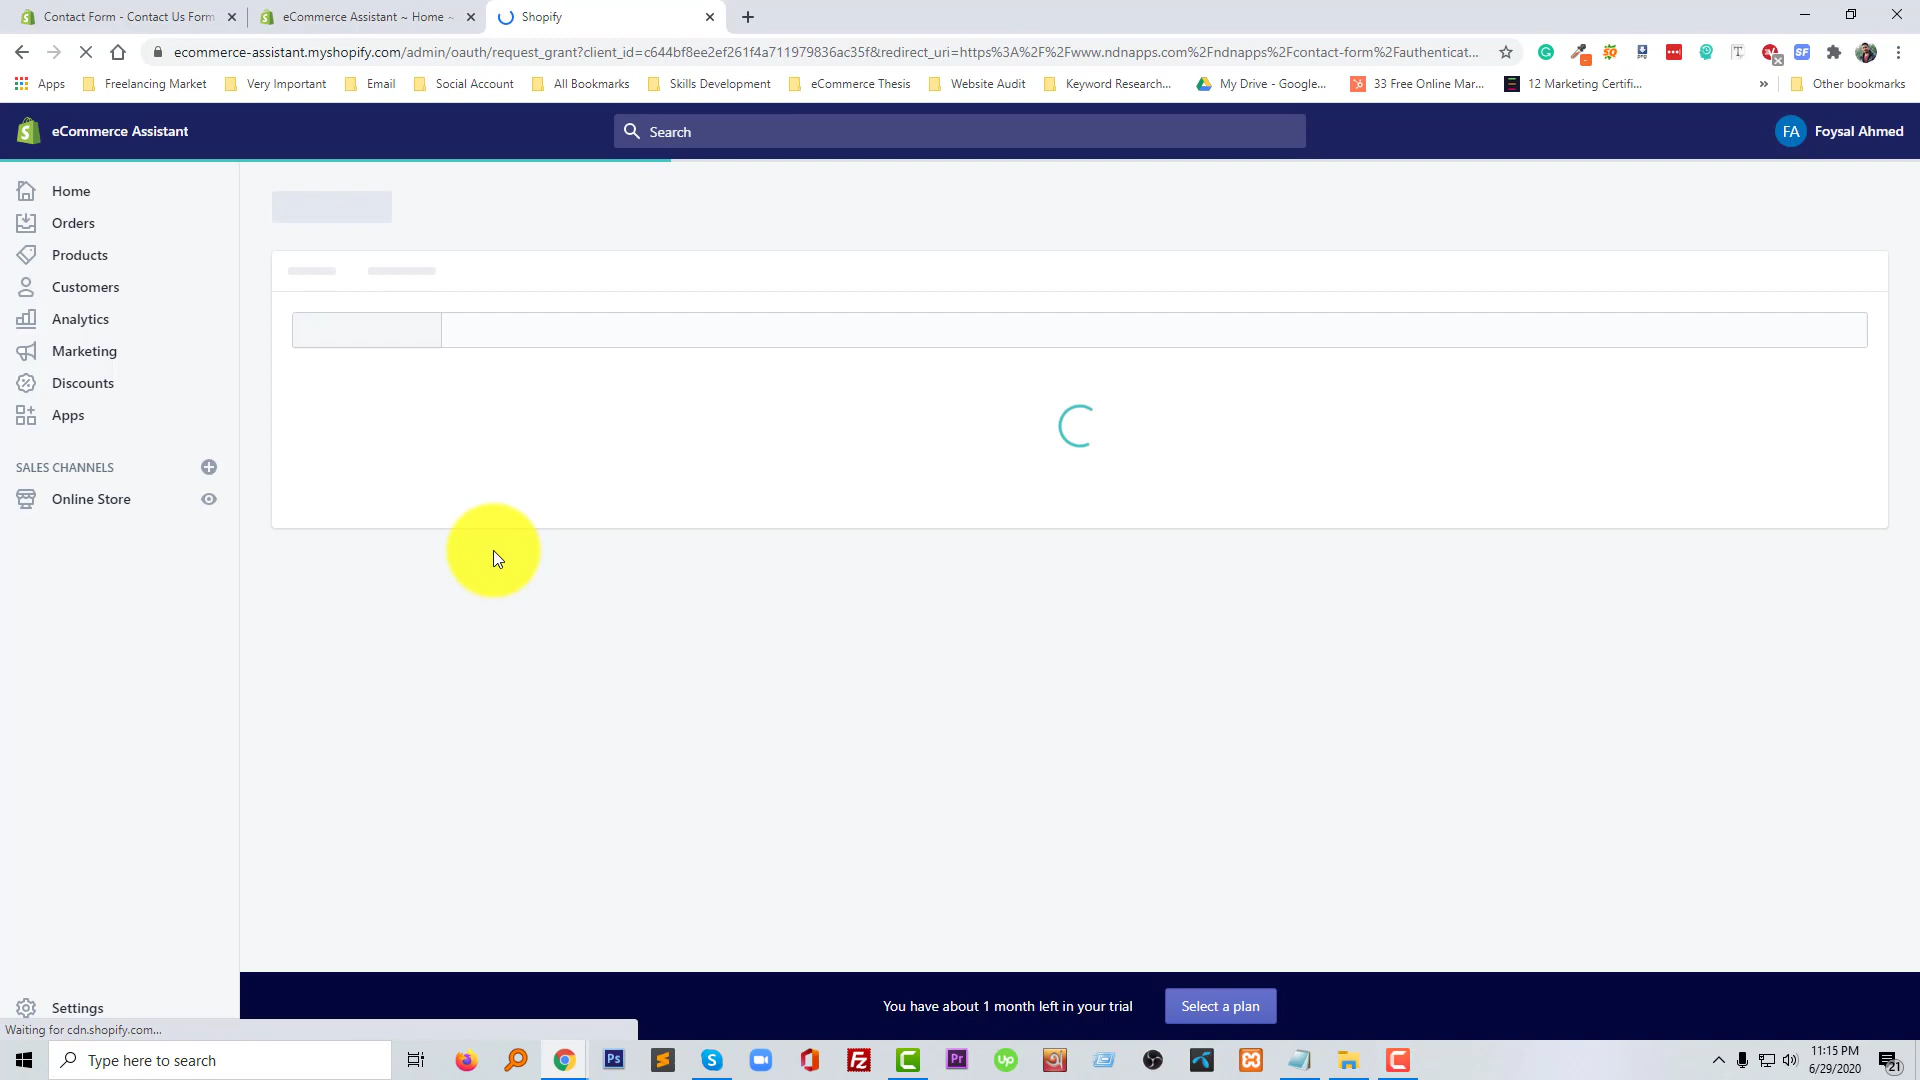 Contact Form - Contact Us Form
eCommerce Assistant ~ Home ~
Shopify
ecommerce-assistant.myshopify.com/admin/oauth/request_grant?client_id=c644bf8ee2ef261f4a711979836ac35f&redirect_uri=https%3A%2F%2Fwww.ndnapps.com%2Fndnapps%2Fcontact-form%2Fauthenticat...
Apps
Freelancing Market
Very Important
Email
Social Account
All Bookmarks
Skills Development
eCommerce Thesis
Website Audit
Keyword Research...
My Drive - Google...
33 Free Online Mar...
12 Marketing Certifi...
»
Other bookmarks
eCommerce Assistant
Search
FA
Foysal Ahmed
Home
Orders
Products
Customers
Analytics
Marketing
Discounts
Apps
SALES CHANNELS
Online Store
Settings
You have about 1 month left in your trial
Select a plan
Waiting for cdn.shopify.com...
Type here to search
11:15 PM
6/29/2020
21